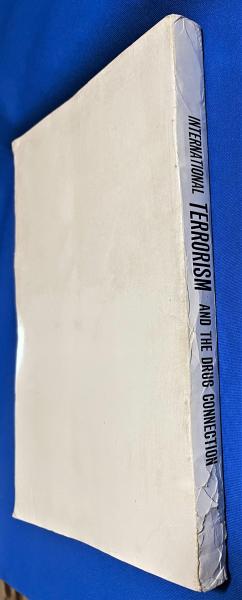 INTERNATIONAL TERRORISM AND THE DRUG CONNECTION